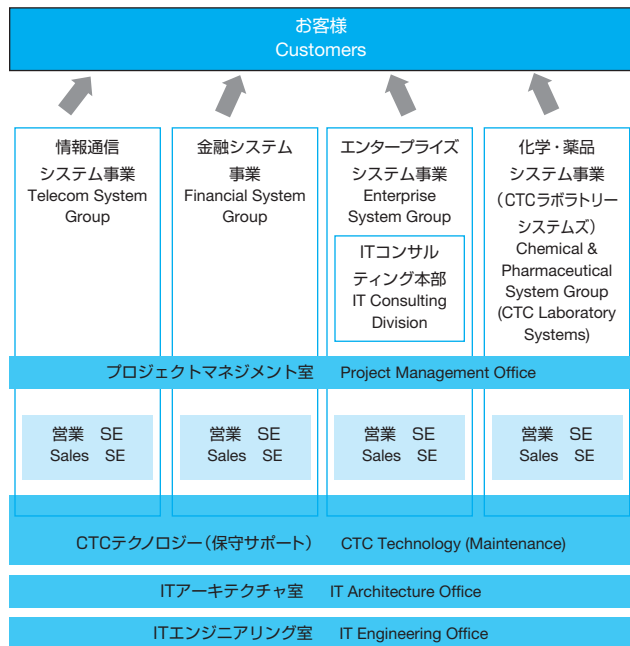 お客様
Customers
情報通信
システム事業
Telecom System
Group
金融システム
事業
Financial System
Group
エンタープライズ
システム事業
Enterprise
System Group
ITコンサル
ティング本部
IT Consulting
Division
化学・薬品
システム事業
（CTCラボラトリー
システムズ）
Chemical &
Pharmaceutical
System Group
(CTC Laboratory
Systems)
プロジェクトマネジメント室 Project Management Office
営業 SE
Sales SE
営業 SE
Sales SE
営業 SE
Sales SE
営業 SE
Sales SE
CTCテクノロジー（保守サポート） CTC Technology (Maintenance)
ITアーキテクチャ室 IT Architecture Office
ITエンジニアリング室 IT Engineering Office